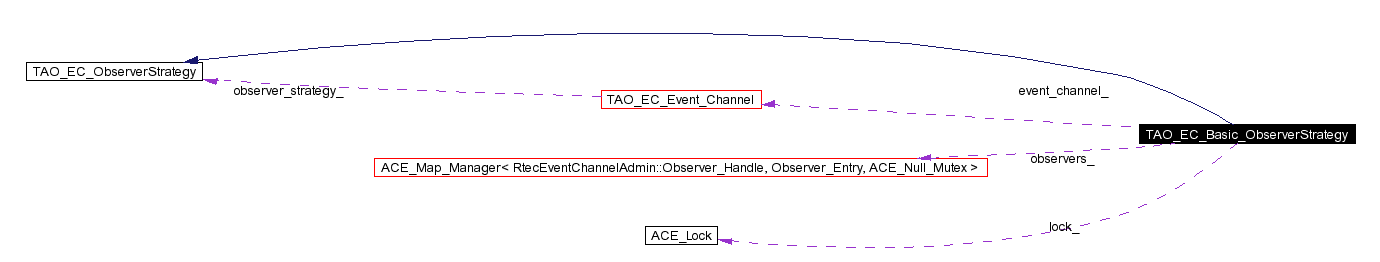 TAO_EC_ObserverStrategy
observer_strategy_
TAO_EC_Event_Channel
event_channel_
TAO_EC_Basic_ObserverStrategy
ACE_Map_Manager< RtecEventChannelAdmin::Observer_Handle, Observer_Entry, ACE_Null_Mutex >
observers_
ACE_Lock
lock_